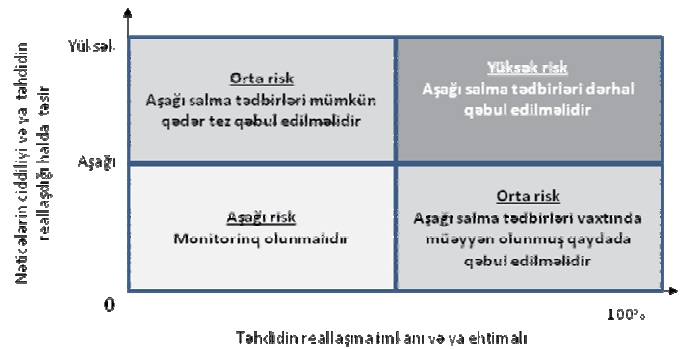 Yüksək
Orta risk
Aşağı salma tədbirləri mümkün
qədər tez qəbul edilməlidir
Yüksək risk
Aşağı salma tədbirləri dərhal
qəbul edilməlidir
Nəticələrin ciddiliyi və ya təhdidin
reallaşdığı halda təsir
Aşağı
Aşağı risk
Monitorinq olunmalıdır
Orta risk
Aşağı salma tədbirləri vaxtında
müəyyən olunmuş qaydada
qəbul edilməlidir
0
100%
Təhdidin reallaşma imkanı və ya ehtimalı